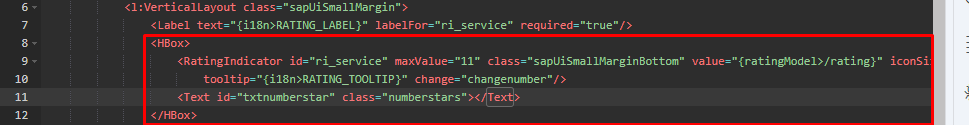 6 <l:VerticalLayout class="sapUiSmallMargin">
7 <Label text="{i18n>RATING_LABEL}" labelFor="ri_service" required="true"/>
8 <HBox>
9 <RatingIndicator id="ri_service" maxValue="11" class="sapUiSmallMarginBottom" value="{ratingModel>/rating}" iconSi
10 tooltip="{i18n>RATING_TOOLTIP}" change="changenumber"/>
11 <Text id="txtnumberstar" class="numberstars"></Text>
12 </HBox>